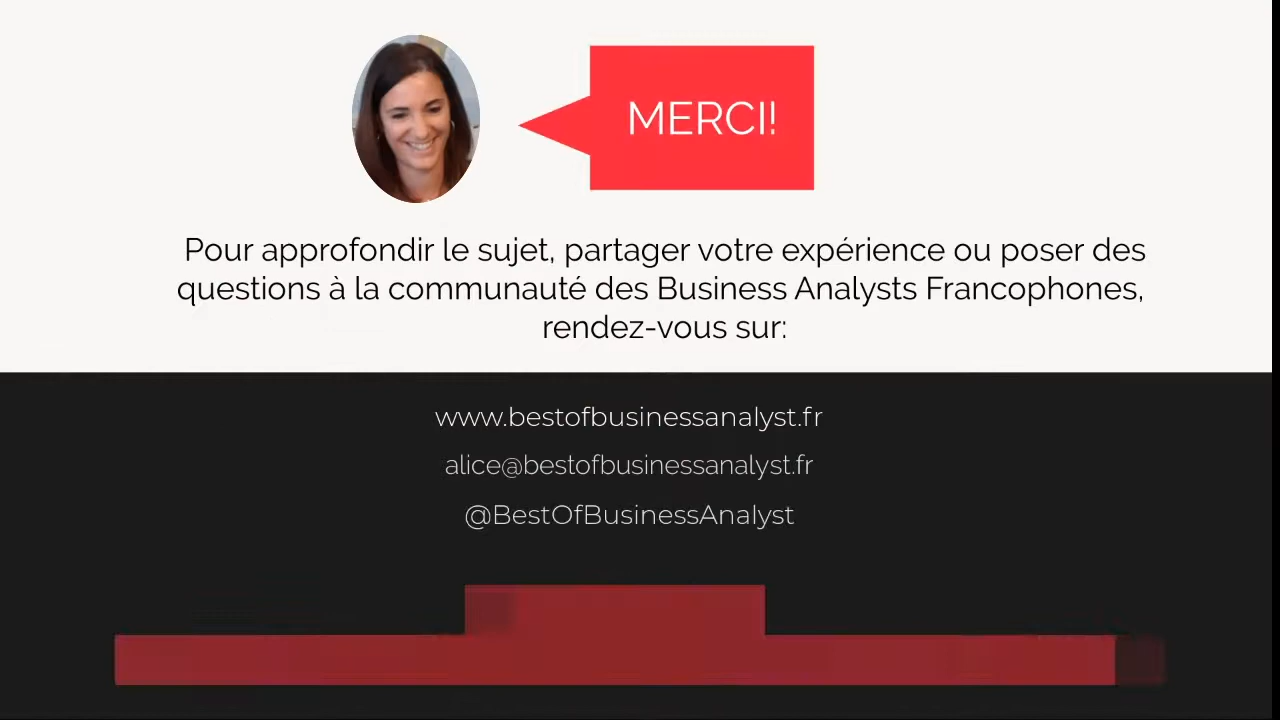 MERCI!
Pour approfondir le sujet, partager votre expérience ou poser des
questions à la communauté des Business Analysts Francophones,
rendez-vous sur:
www.bestofbusinessanalyst.fr
alice@bestofbusinessanalyst.fr
@BestOfBusinessAnalyst